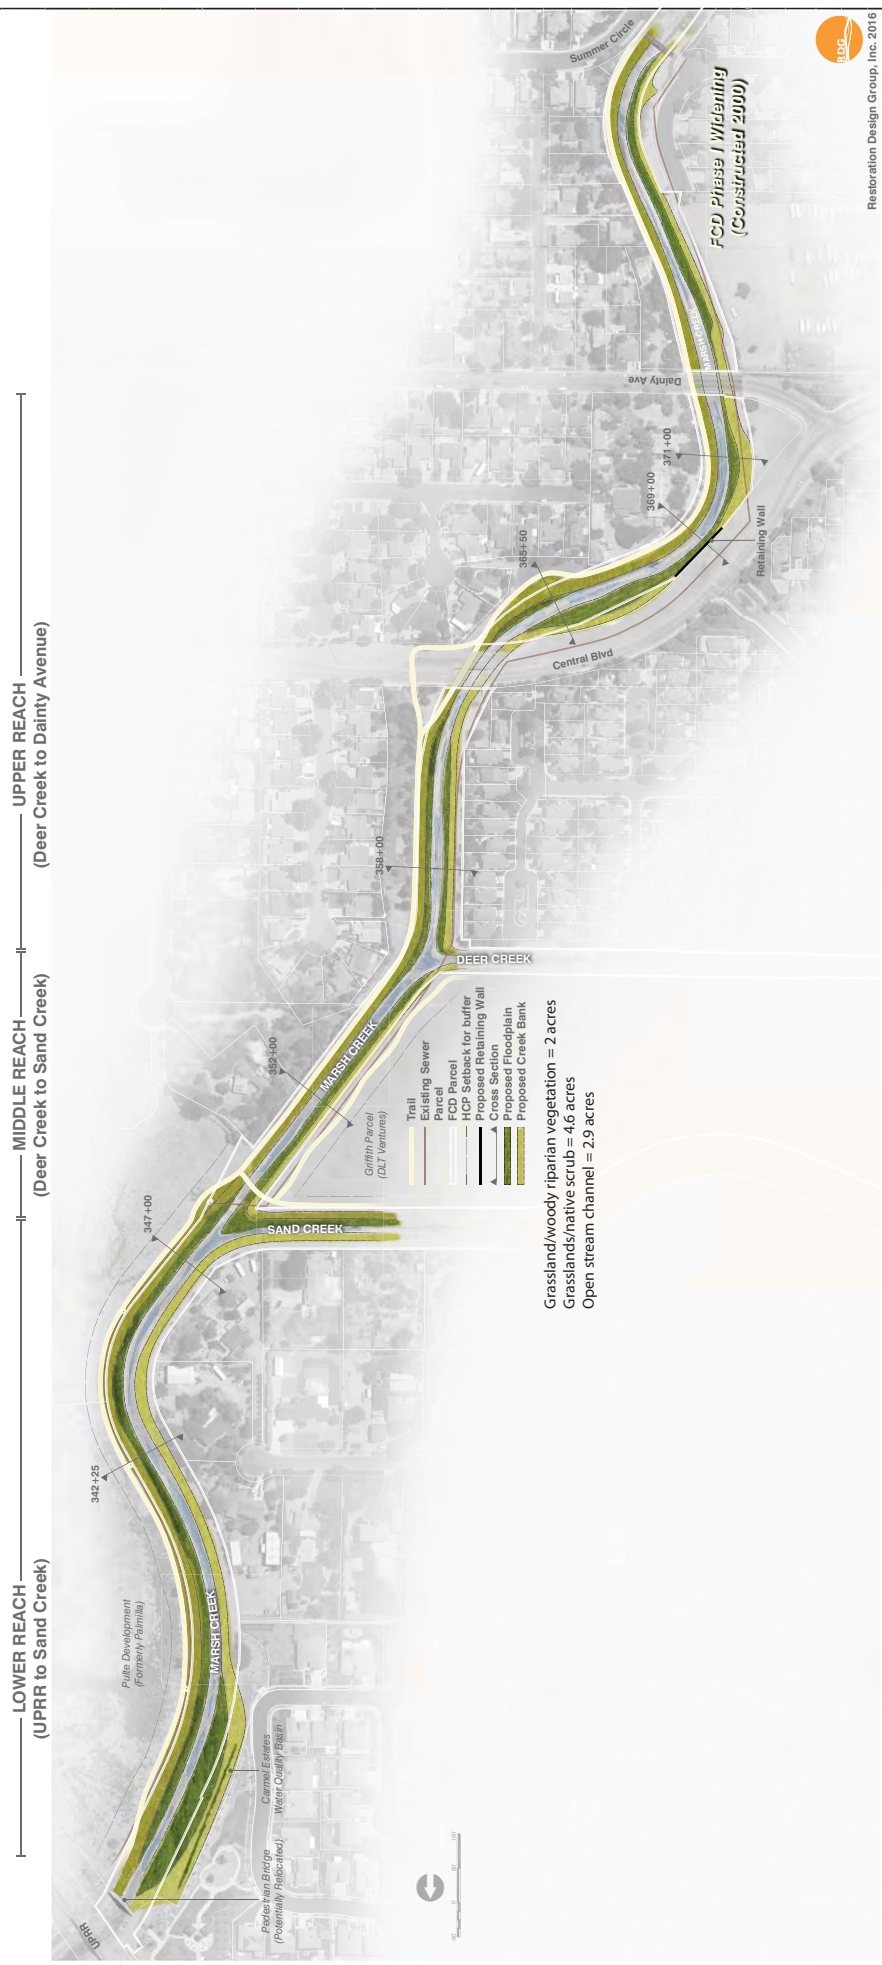 LOWER REACH
(UPRR to Sand Creek)
MIDDLE REACH
(Deer Creek to Sand Creek)
UPPER REACH
(Deer Creek to Dainty Avenue)
UPRR
Pedestrian Bridge
(Potentially Relocated)
Carmel Estates
Water Quality Basin
Pulte Development
(Formerly Palmilla)
MARSH CREEK
342+25
347+00
SAND CREEK
Griffith Parcel
(DLT Ventures)
352+00
MARSH CREEK
DEER CREEK
358+00
Central Blvd
365+50
369+00
371+00
Retaining Wall
Dainty Ave
MARSH CREEK
Summer Circle
FCD Phase I Widening
(Constructed 2000)
Trail
Existing Sewer
Parcel
FCD Parcel
HCP Setback for buffer
Proposed Retaining Wall
Cross Section
Proposed Floodplain
Proposed Creek Bank
Grassland/woody riparian vegetation = 2 acres
Grasslands/native scrub = 4.6 acres
Open stream channel = 2.9 acres
RDG
Restoration Design Group, Inc. 2016